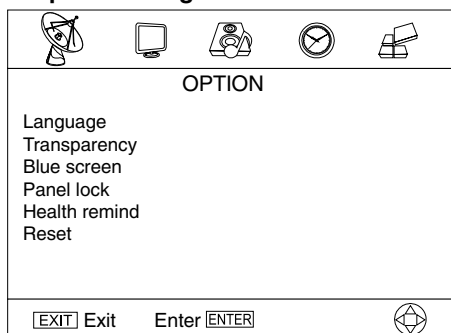 OPTION
Language
Transparency
Blue screen
Panel lock
Health remind
Reset
EXIT Exit Enter ENTER